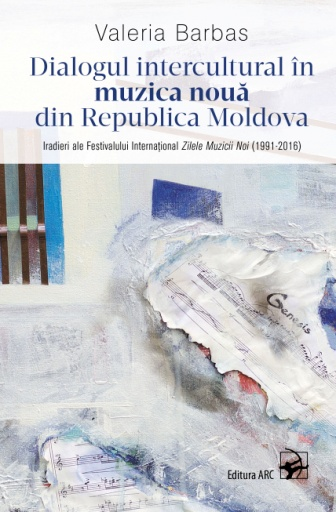 Valeria Barbas
Dialogul intercultural în
muzica nouă
din Republica Moldova
Iradieri ale Festivalului Internațional Zilele Muzicii Noi (1991-2016)
Genesis
Editura ARC